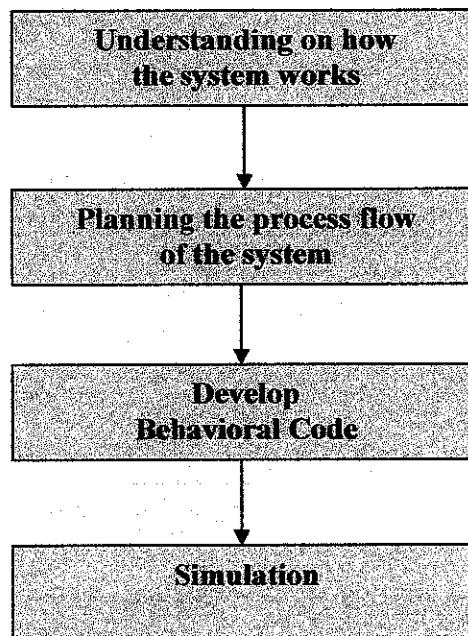 Understanding on how
the system works
Planning the process flow
of the system
Develop
Behavioral Code
Simulation